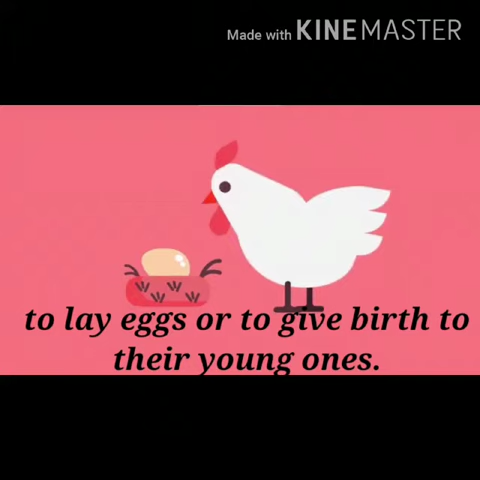 Made with KINEMASTER
to lay eggs or to give birth to
their young ones.